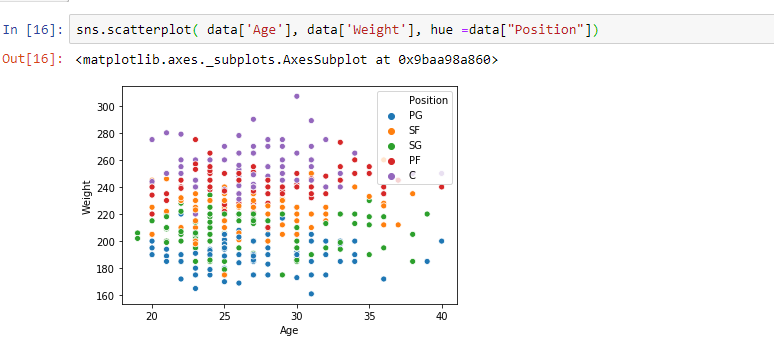 In [16]: sns.scatterplot( data['Age'], data['Weight'], hue =data["Position"])
Out[16]: <matplotlib.axes._subplots.AxesSubplot at 0x9baa98a860>
Position
PG
SF
SG
PF
C
300
280
260
240
220
200
180
160
Weight
20 25 30 35 40
Age